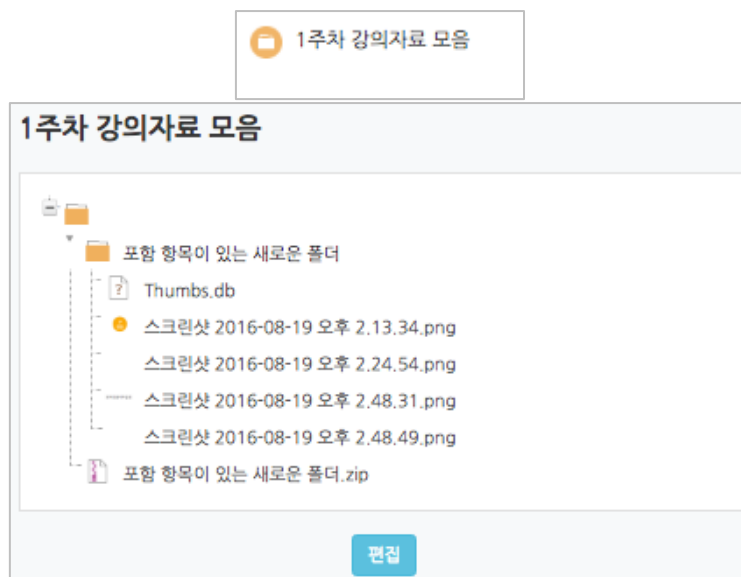 1주차 강의자료 모음
1주차 강의자료 모음
포함 항목이 있는 새로운 폴더
Thumbs.db
스크린샷 2016-08-19 오후 2.13.34.png
스크린샷 2016-08-19 오후 2.24.54.png
스크린샷 2016-08-19 오후 2.48.31.png
스크린샷 2016-08-19 오후 2.48.49.png
포함 항목이 있는 새로운 폴더.zip
편집